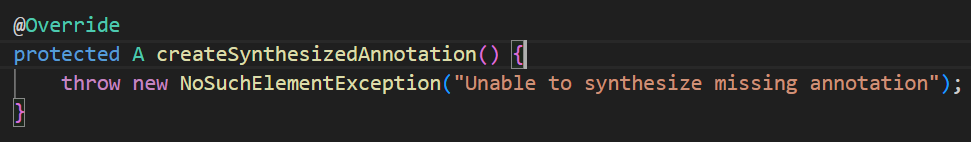 @Override
protected A createSynthesizedAnnotation() {
    throw new NoSuchElementException("Unable to synthesize missing annotation");
}